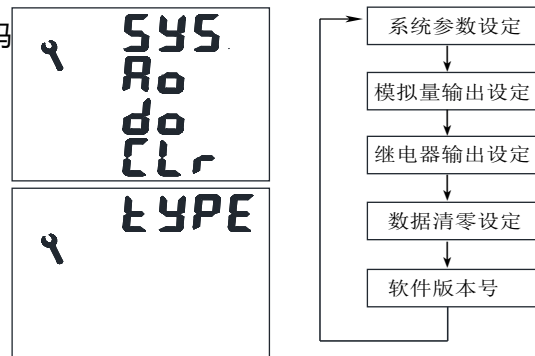 码
SYS
Ao
do
CLr
tYPE
系统参数设定
模拟量输出设定
继电器输出设定
数据清零设定
软件版本号